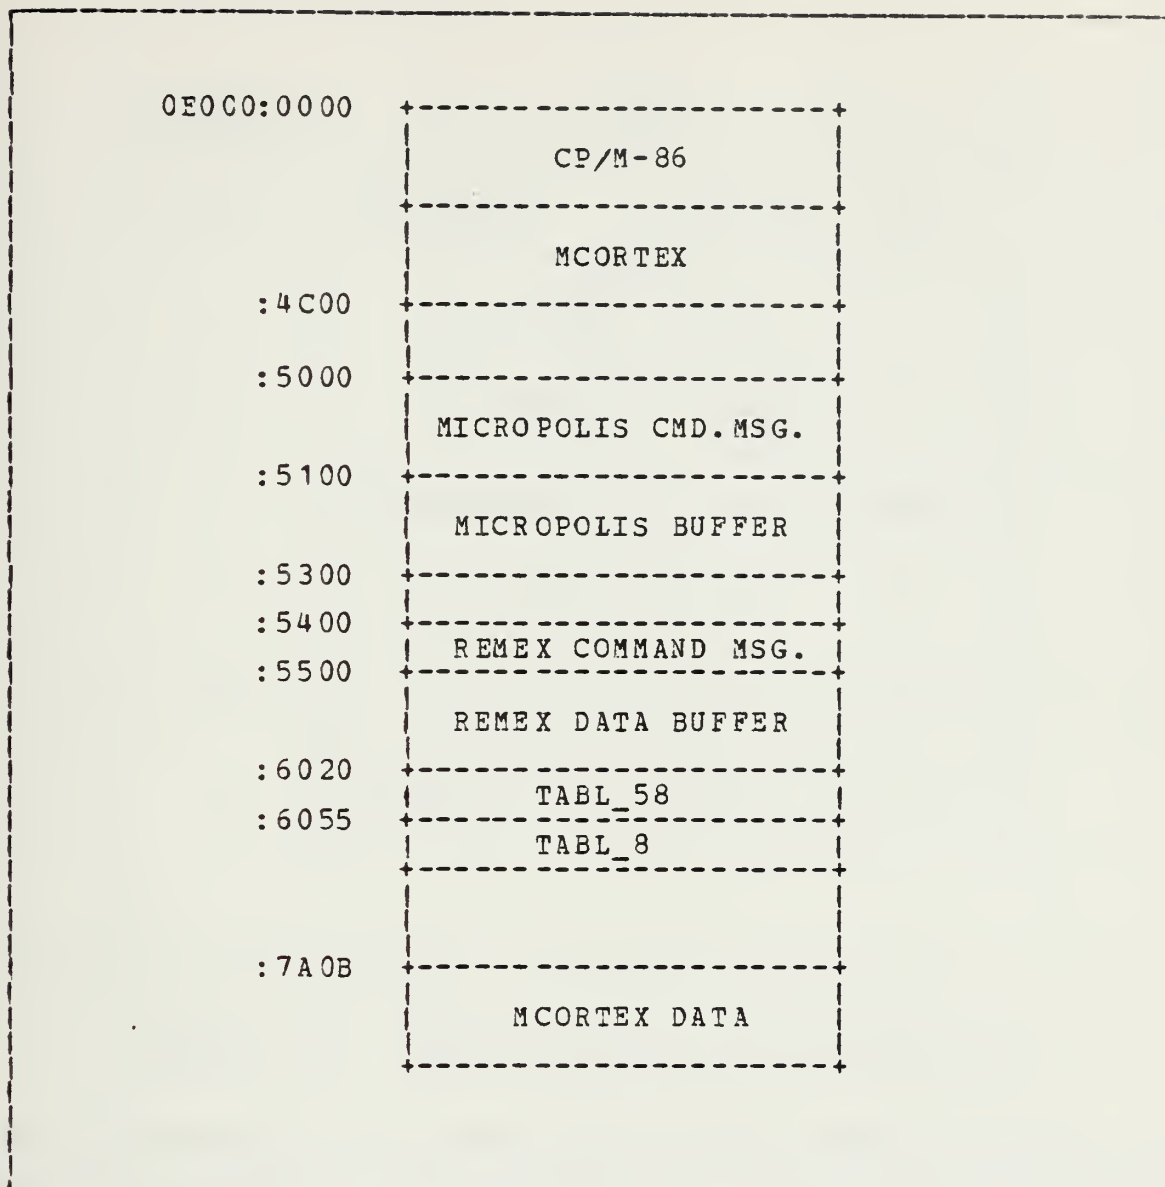 0E000:0000
CP/M-86
MCORTEX
:4C00
:5000
MICROPOLIS CMD.MSG.
:5100
MICROPOLIS BUFFER
:5300
:5400
REMEX COMMAND MSG.
:5500
REMEX DATA BUFFER
:6020
TABL_58
:6055
TABL_8
:7A0B
MCORTEX DATA